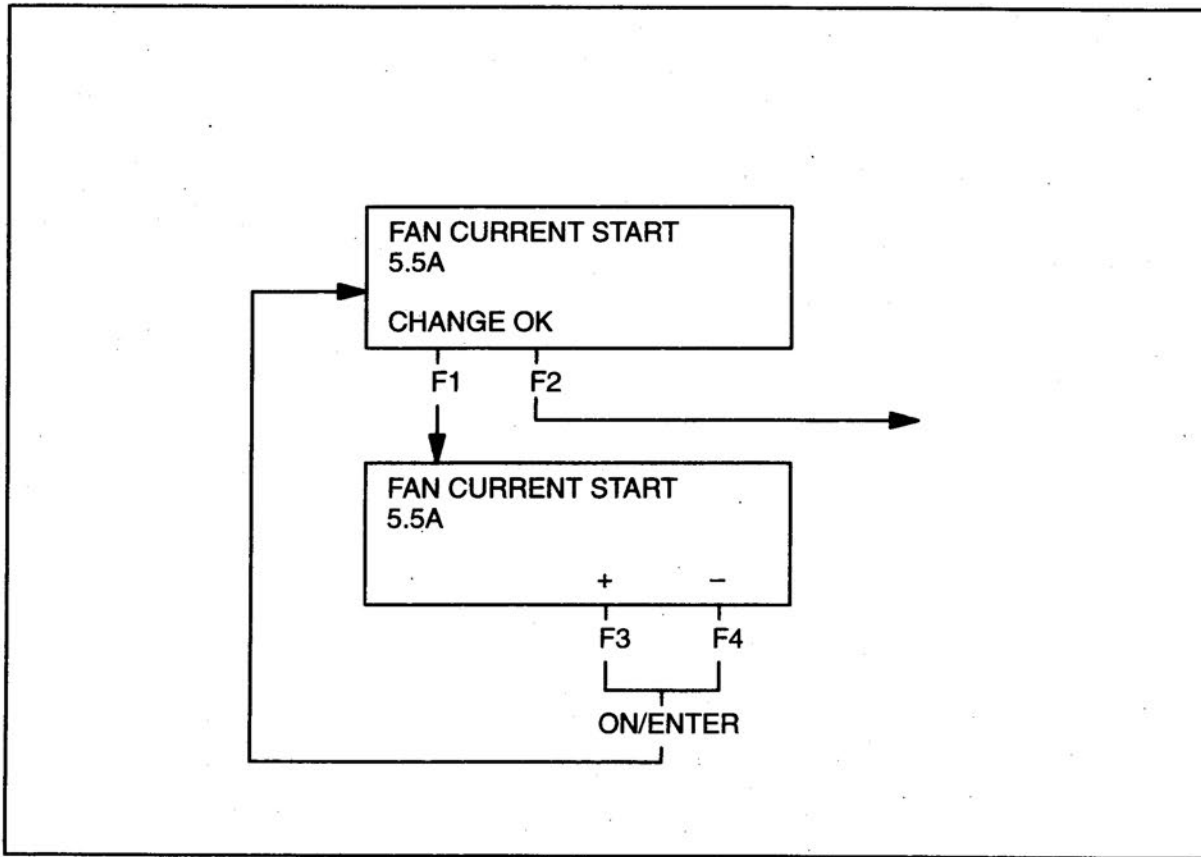 FAN CURRENT START
5.5A
CHANGE OK
F1 F2
FAN CURRENT START
5.5A
+ −
F3 F4
ON/ENTER